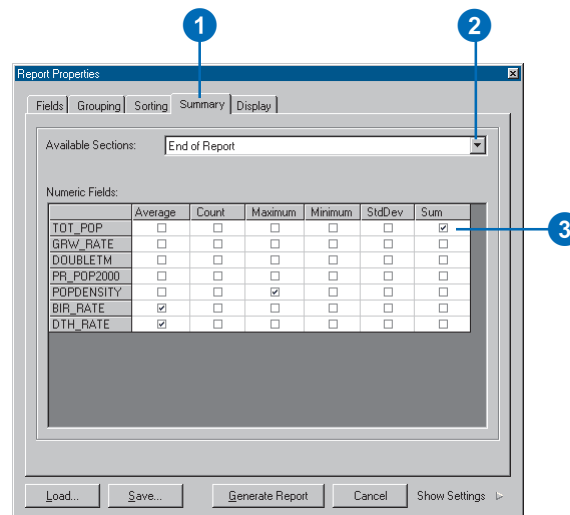 1 2
Report Properties
Fields Grouping Sorting Summary Display
Available Sections: End of Report
Numeric Fields:
Average Count Maximum Minimum StdDev Sum
TOT_POP
3
GRW_RATE
DOUBLETM
PR_POP2000
POPDENSITY
BIR_RATE
DTH_RATE
Load... Save... Generate Report Cancel Show Settings